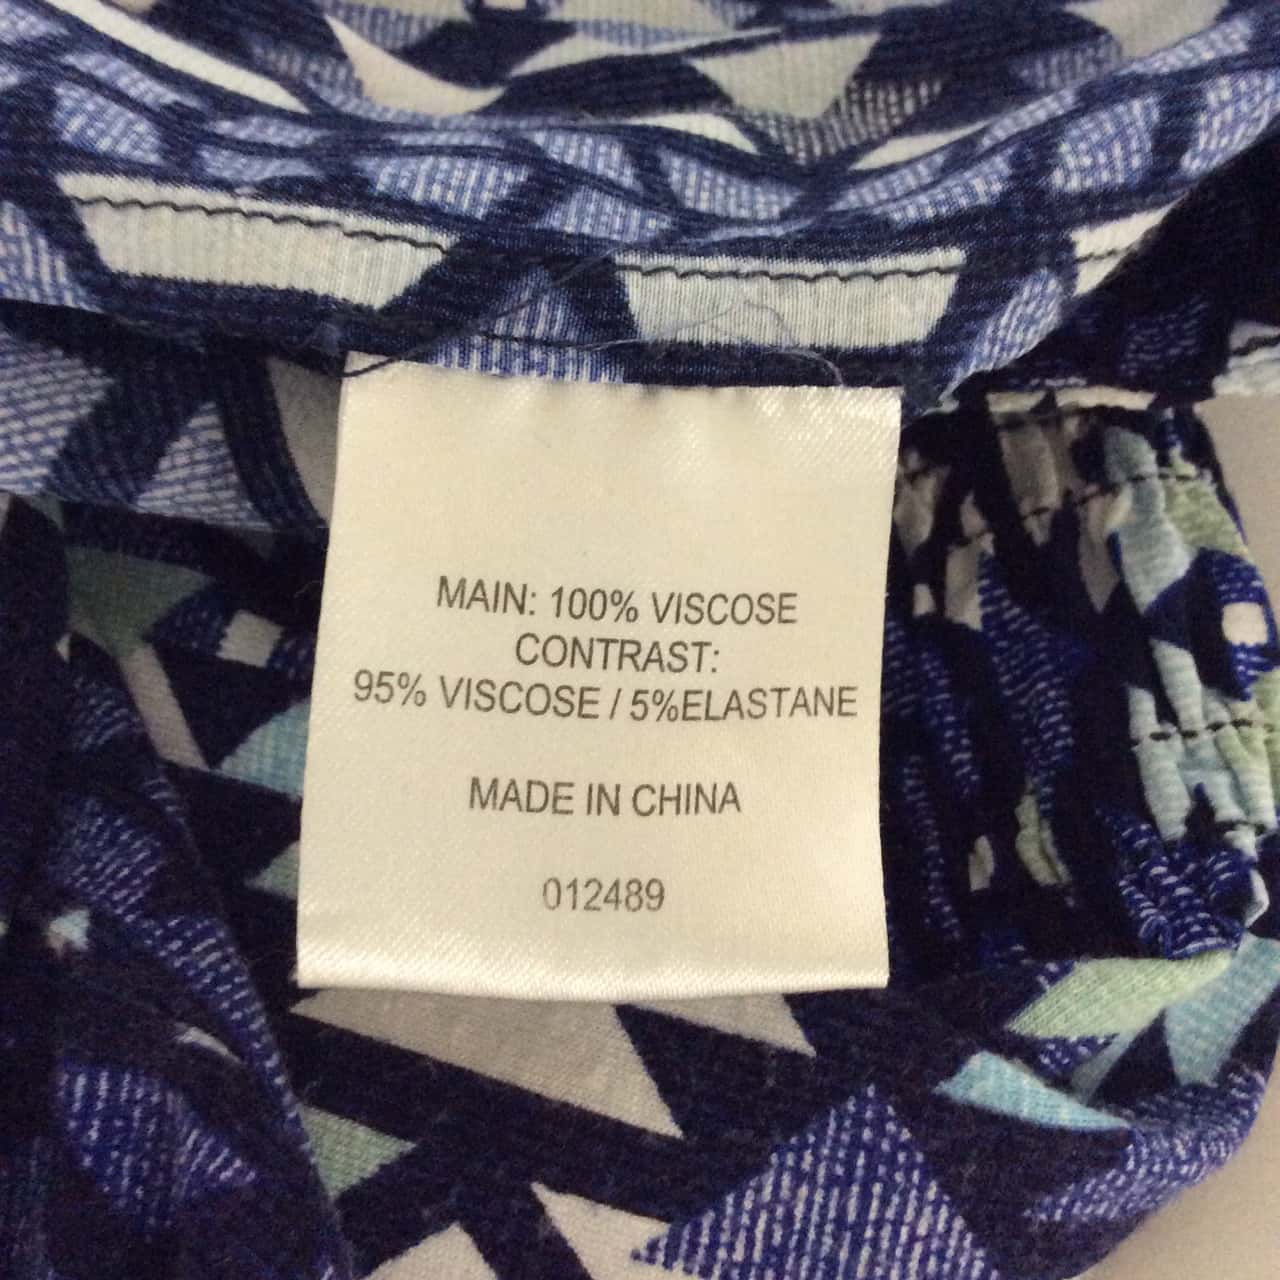 MAIN: 100% VISCOSE
CONTRAST:
95% VISCOSE / 5%ELASTANE
MADE IN CHINA
012489